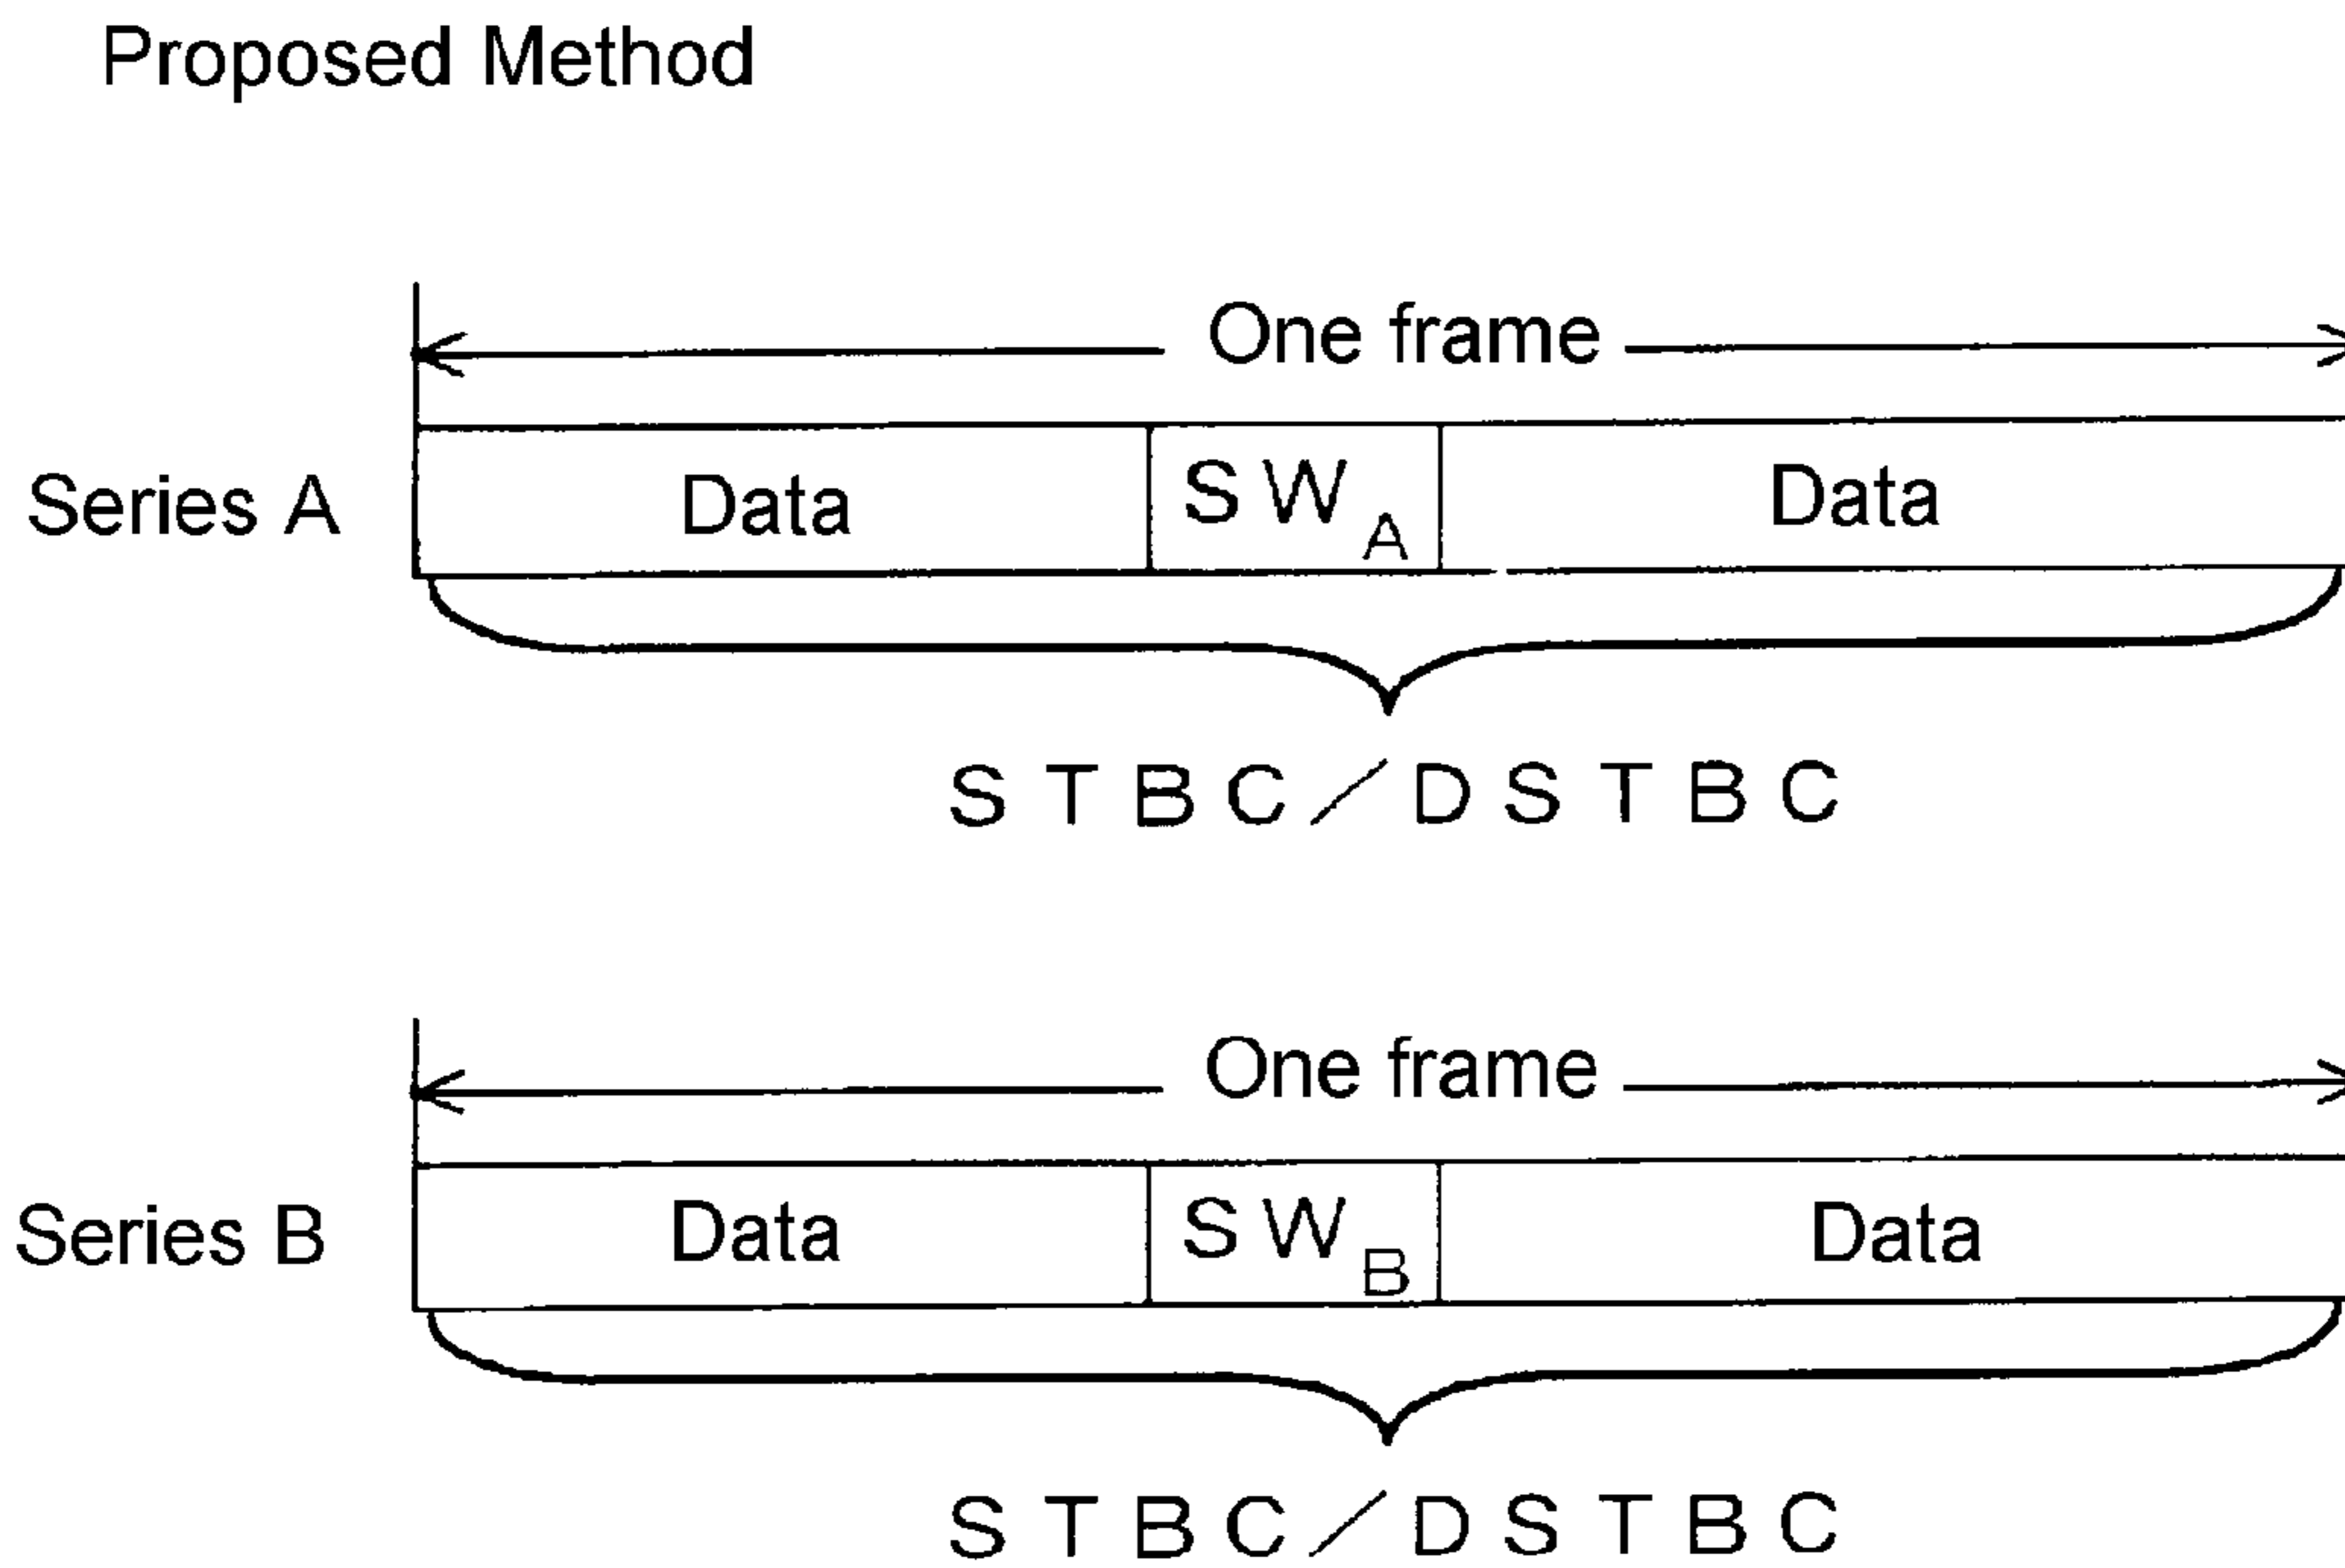 Proposed Method
One frame
Series A Data SW_A Data
STBC/DSTBC
One frame
Series B Data SW_B Data
STBC/DSTBC